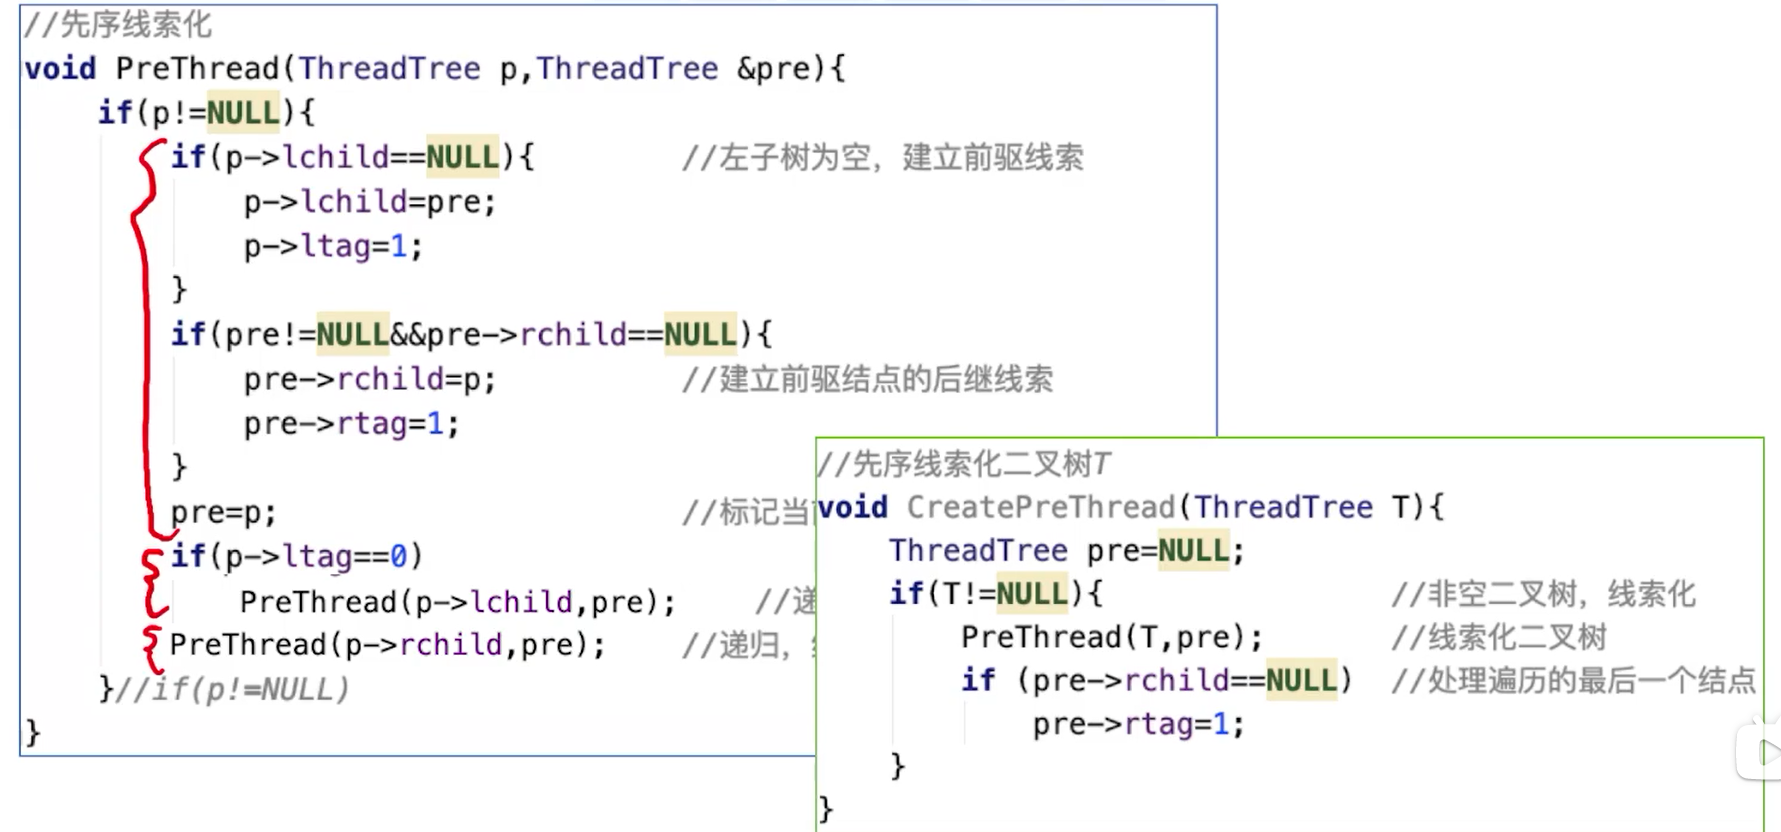 //先序线索化
void PreThread(ThreadTree p,ThreadTree &pre){
    if(p!=NULL){
        if(p->lchild==NULL){        //左子树为空，建立前驱线索
            p->lchild=pre;
            p->ltag=1;
        }
        if(pre!=NULL&&pre->rchild==NULL){
            pre->rchild=p;          //建立前驱结点的后继线索
            pre->rtag=1;
        }
        pre=p;                      //标记当
        if(p->ltag==0)
            PreThread(p->lchild,pre);    //递
        PreThread(p->rchild,pre);   //递归，
    }//if(p!=NULL)
}
//先序线索化二叉树T
void CreatePreThread(ThreadTree T){
    ThreadTree pre=NULL;
    if(T!=NULL){                //非空二叉树，线索化
        PreThread(T,pre);       //线索化二叉树
        if (pre->rchild==NULL)  //处理遍历的最后一个结点
            pre->rtag=1;
    }
}